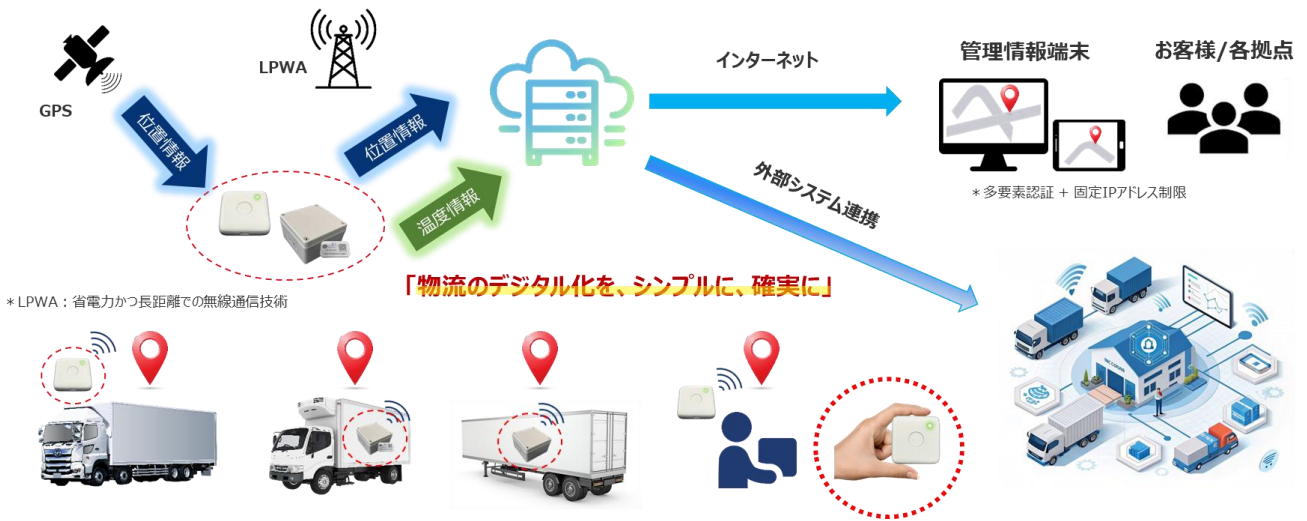 GPS
LPWA
位置情報
位置情報
温度情報
インターネット
外部システム連携
管理情報端末
お客様/各拠点
＊多要素認証 + 固定IPアドレス制限
「物流のデジタル化を、シンプルに、確実に」
＊LPWA：省電力かつ長距離での無線通信技術